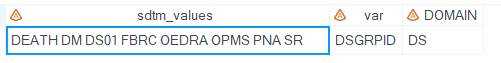 sdtm_values var DOMAIN
DEATH DM DS01 FBRC OEDRA OPMS PNA SR DSGRPID DS